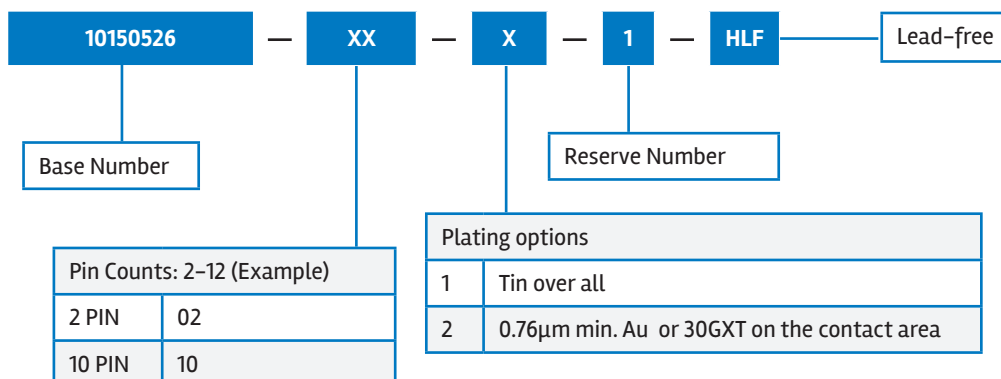 10150526 — XX — X — 1 — HLF Lead-free
Base Number
Reserve Number
Pin Counts: 2-12 (Example)
2 PIN 02
10 PIN 10
Plating options
1 Tin over all
2 0.76µm min. Au or 30GXT on the contact area